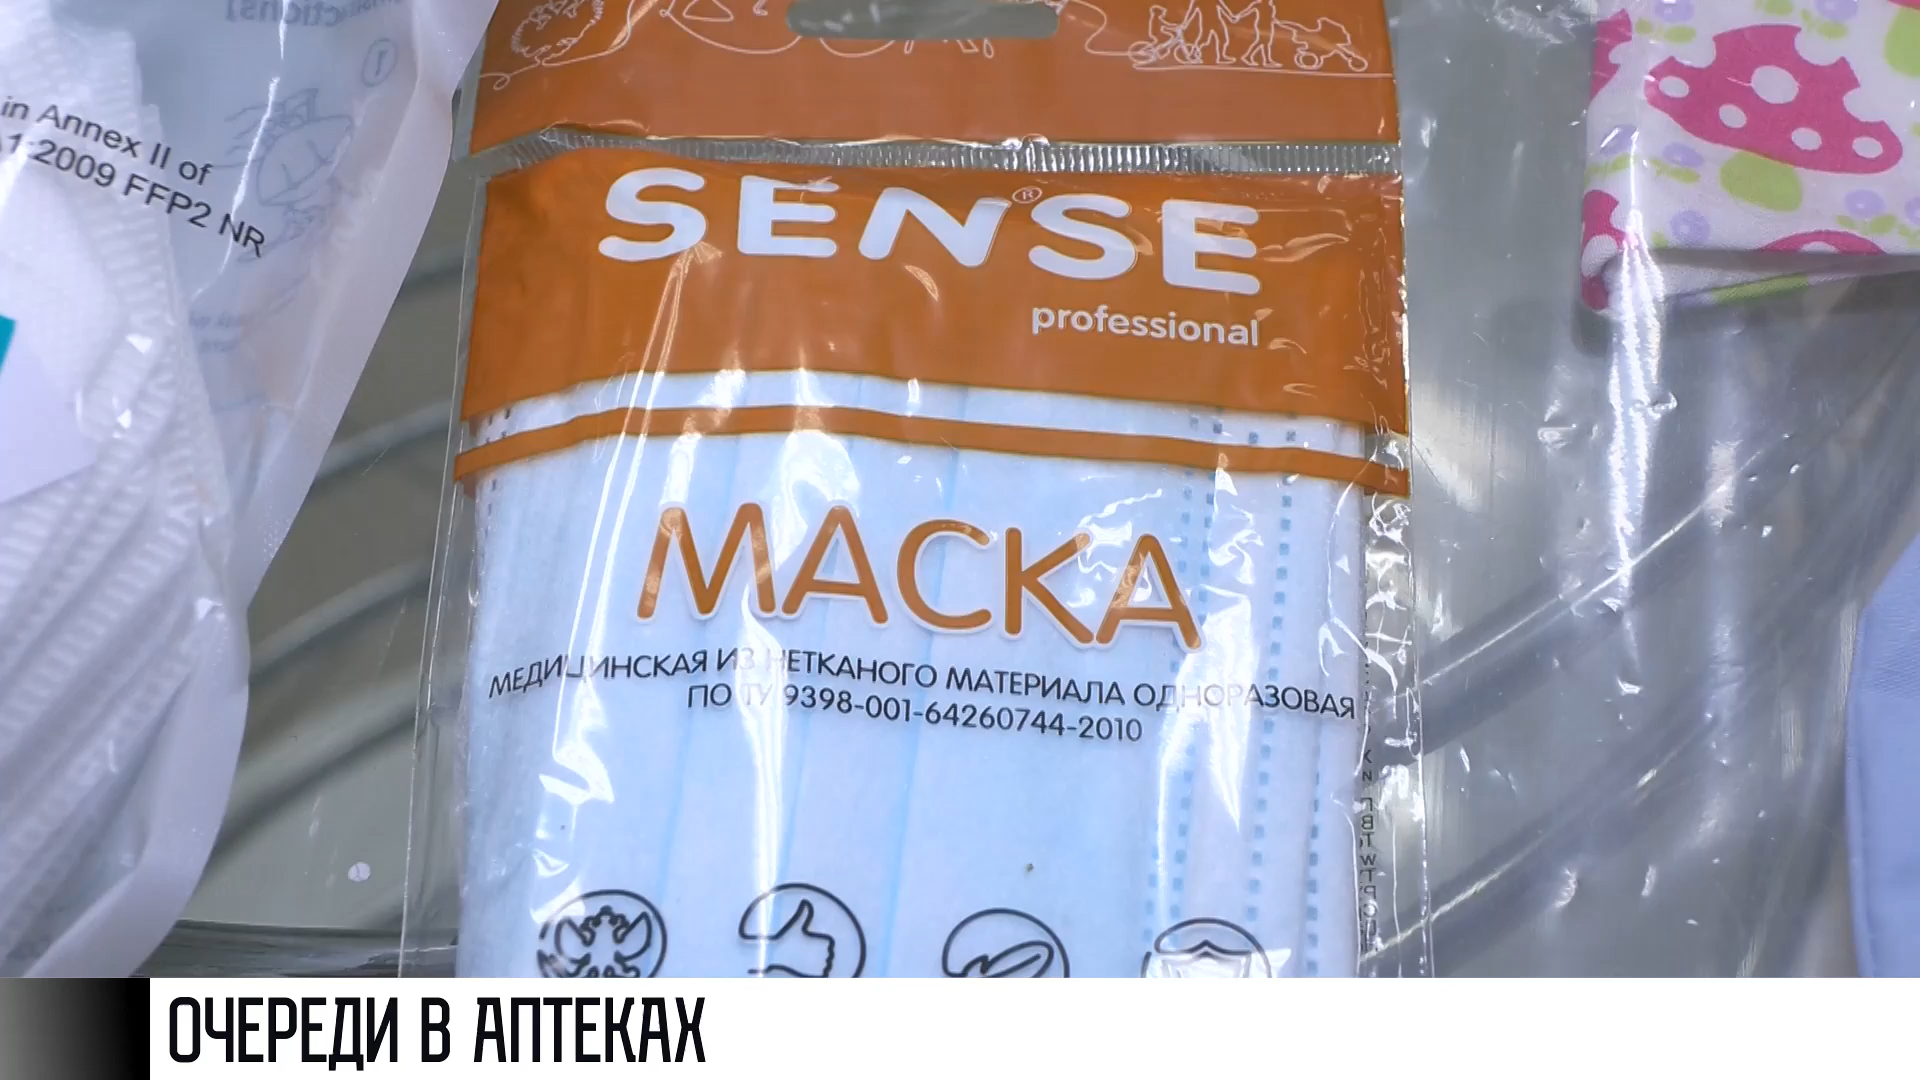 in Annex II of
1:2009 FFP2 NR
SENSE®
professional
МАСКА
МЕДИЦИНСКАЯ ИЗ НЕТКАНОГО МАТЕРИАЛА ОДНОРАЗОВАЯ
ПО ТУ 9398-001-64260744-2010
ОЧЕРЕДИ В АПТЕКАХ